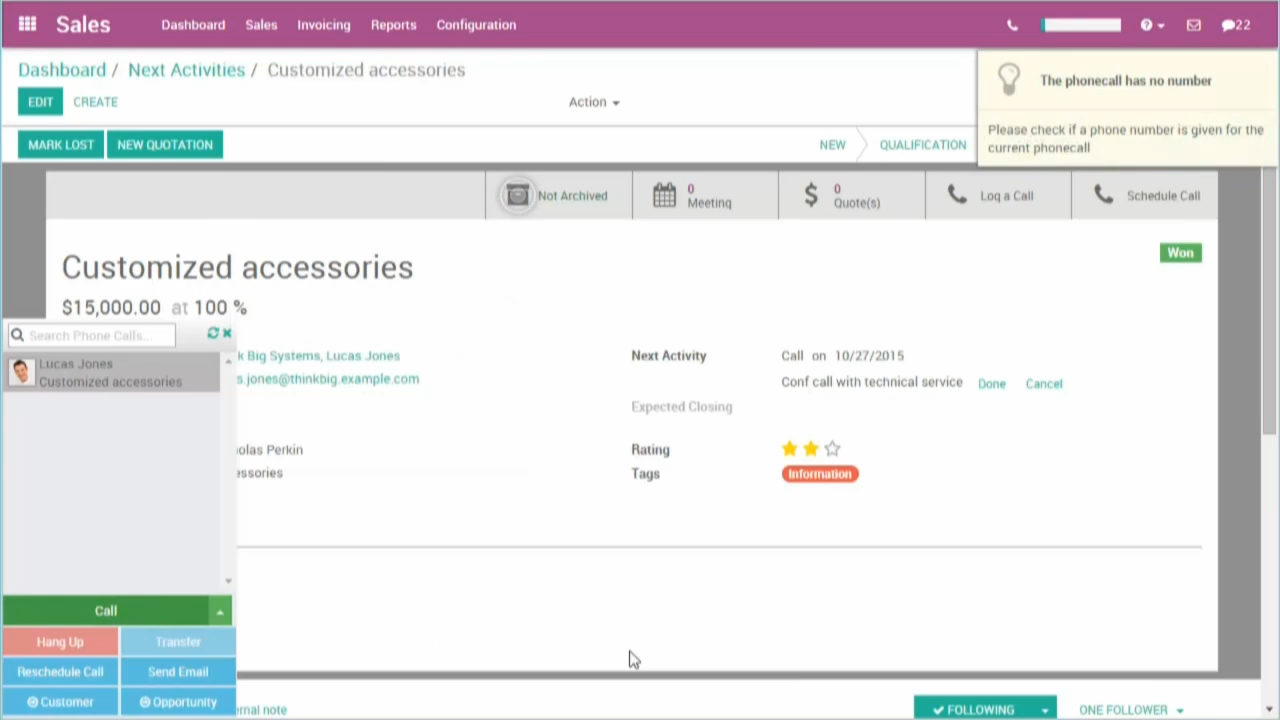 Sales Dashboard Sales Invoicing Reports Configuration 22
Dashboard / Next Activities / Customized accessories
The phonecall has no number
EDIT CREATE Action
Please check if a phone number is given for the
current phonecall
MARK LOST NEW QUOTATION NEW QUALIFICATION
Not Archived 0 Meeting 0 Quote(s) Log a Call Schedule Call
Customized accessories Won
$15,000.00 at 100 %
Search Phone Calls...
k Big Systems, Lucas Jones Next Activity Call on 10/27/2015
Lucas Jones
Customized accessories
s.jones@thinkbig.example.com Conf call with technical service Done Cancel
Expected Closing
olas Perkin Rating
essories Tags Information
Call
Hang Up Transfer
Reschedule Call Send Email
Customer Opportunity
ernal note FOLLOWING ONE FOLLOWER